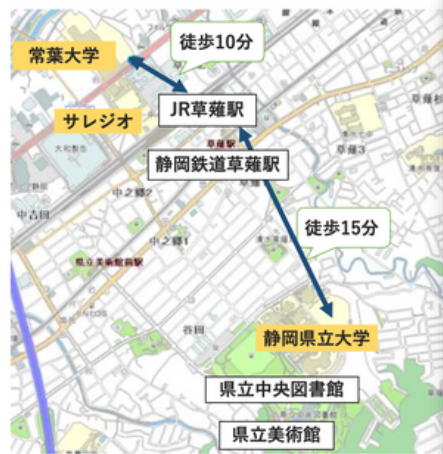 徒歩10分
常葉大学
JR草薙駅
サレジオ
草薙駅
静岡鉄道草薙駅
草薙3
中之郷2
中吉田
中之郷1
徒歩15分
県立美術館前駅
谷田
静岡県立大学
県立中央図書館
県立美術館